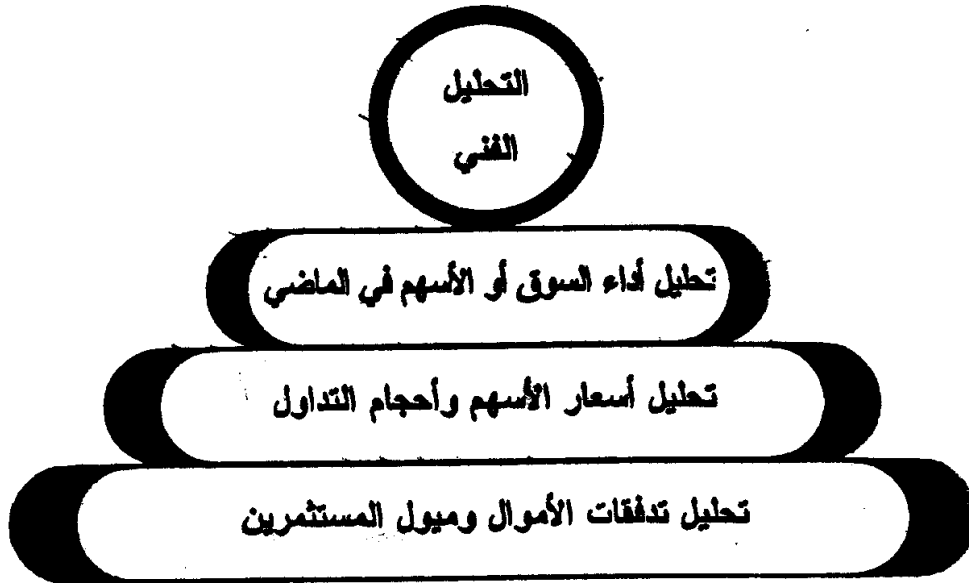 التحليل
الفني
تحليل أداء السوق أو الأسهم في الماضي
تحليل أسعار الأسهم وأحجام التداول
تحليل تدفقات الأموال وميول المستثمرين